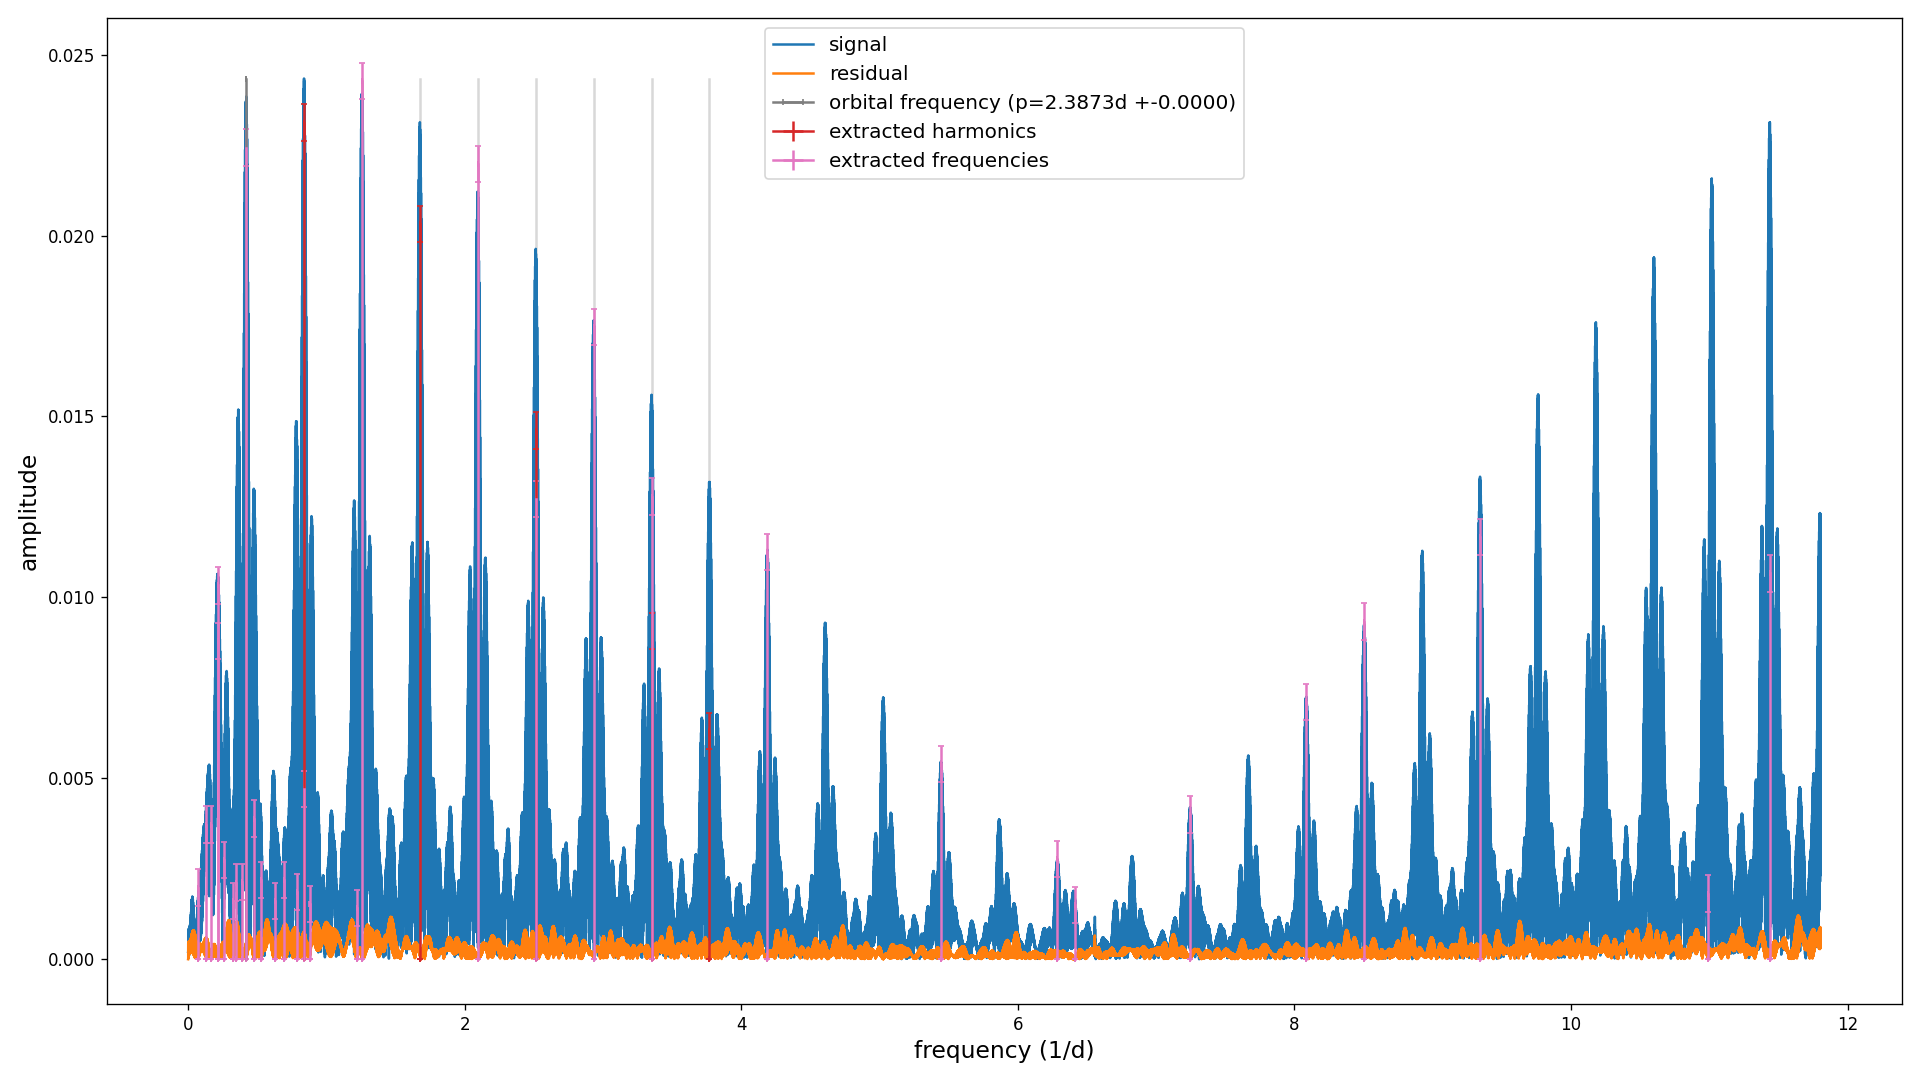 signal
residual
orbital frequency (p=2.3873d +-0.0000)
extracted harmonics
extracted frequencies
amplitude
0.025
0.020
0.015
0.010
0.005
0.000
0
2
4
6
8
10
12
frequency (1/d)